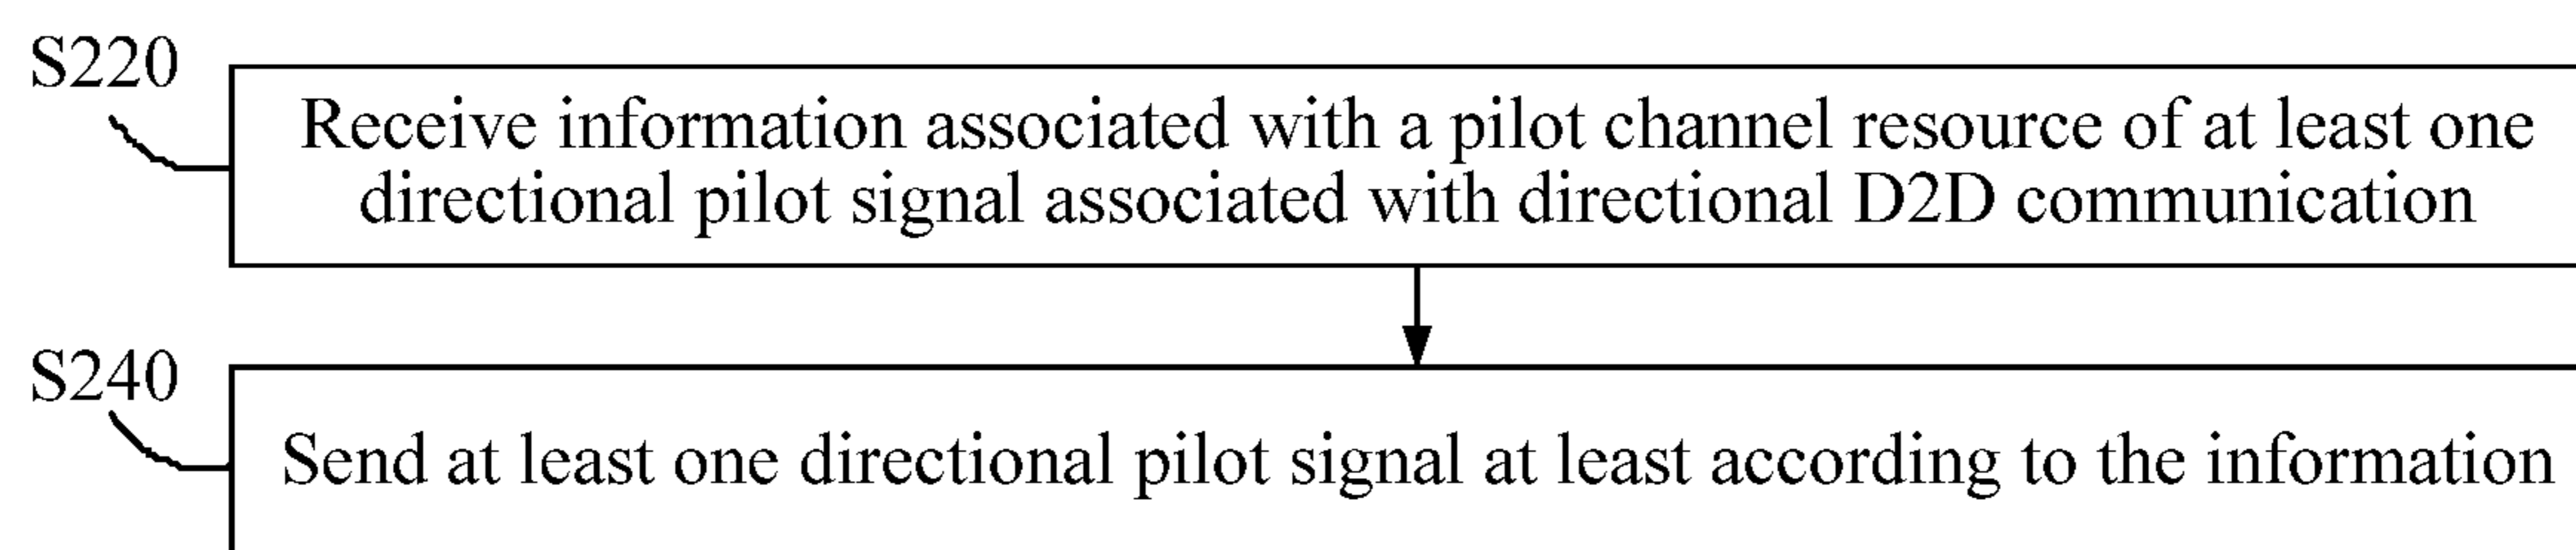 S220
Receive information associated with a pilot channel resource of at least one
directional pilot signal associated with directional D2D communication
S240
Send at least one directional pilot signal at least according to the information